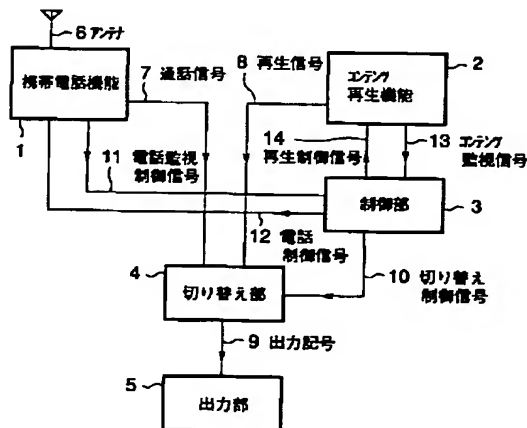 6 アンテナ
携帯電話機能
1
7 通話信号
8 再生信号
2
コンテンツ
再生機能
14
再生制御信号
13
コンテンツ
監視信号
11 電話監視
制御信号
制御部
3
12 電話
制御信号
4
切り替え部
10 切り替え
制御信号
9 出力記号
5
出力部